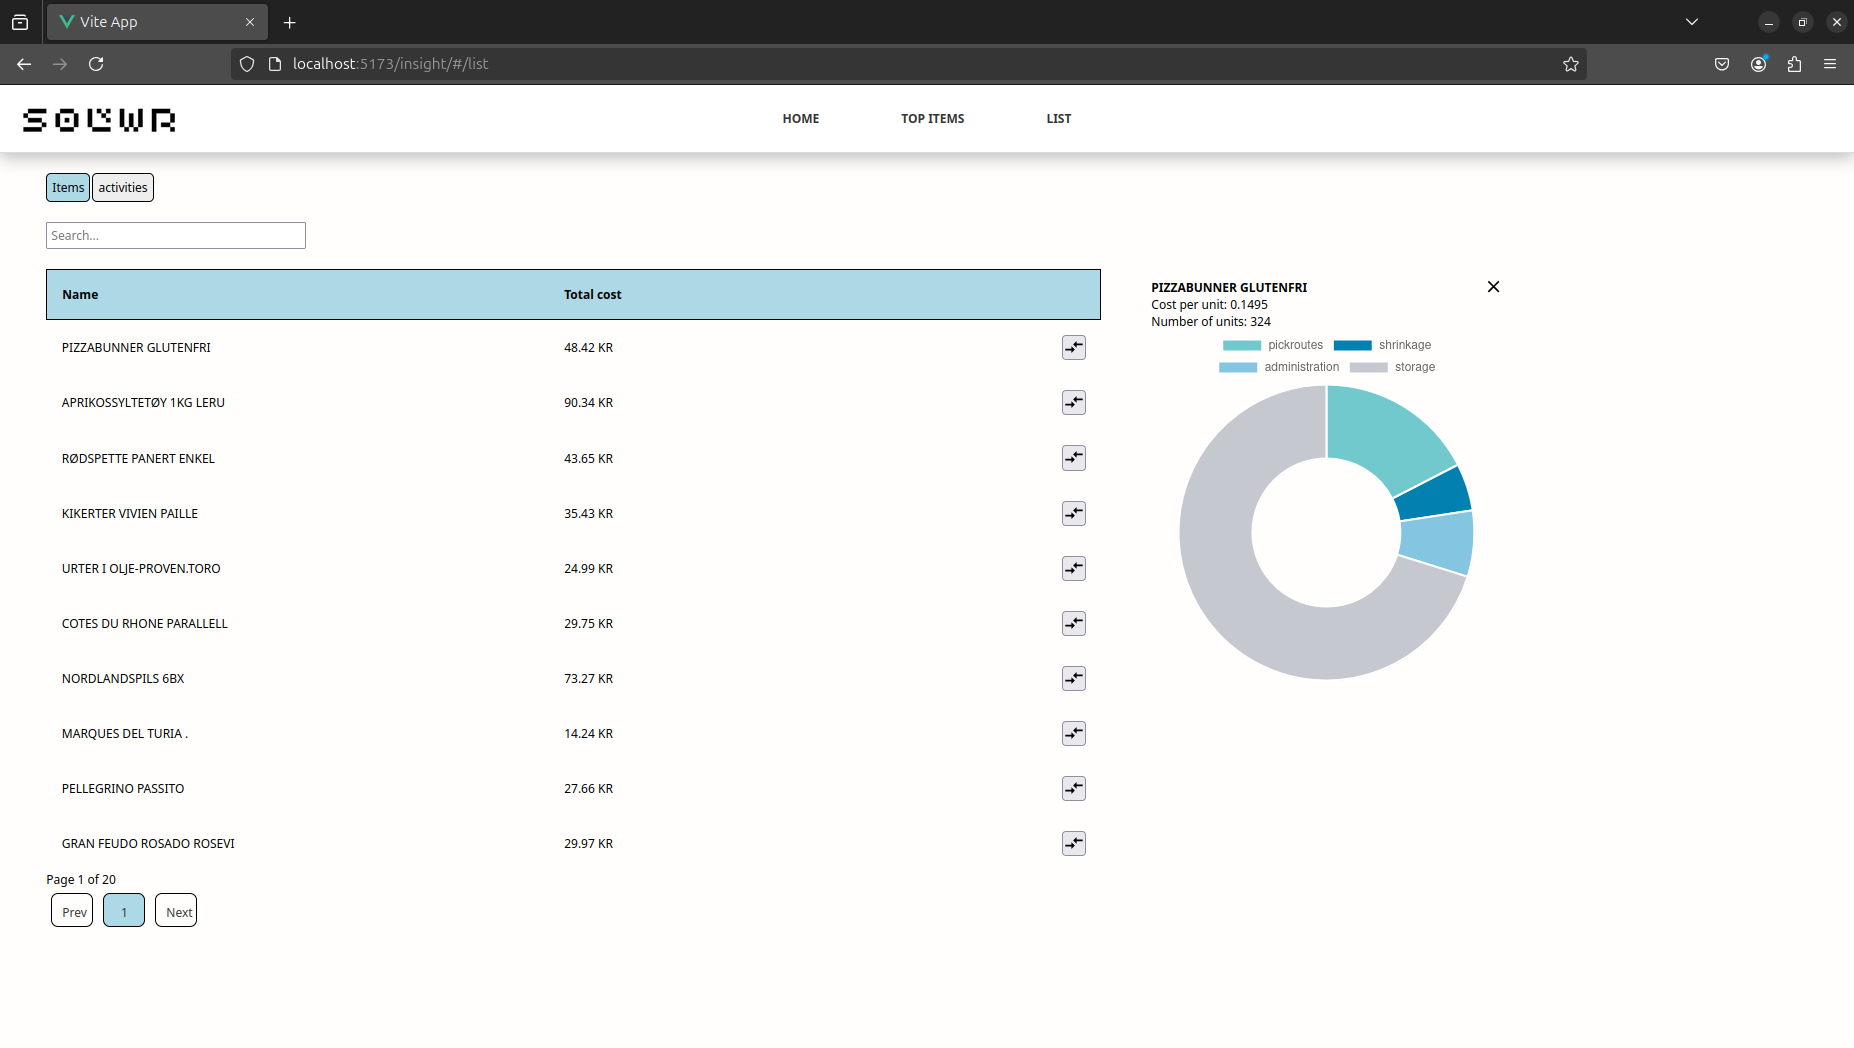 Vite App
localhost:5173/insight/#/list
SOLWR
HOME TOP ITEMS LIST
Items activities
Search...
Name Total cost
PIZZABUNNER GLUTENFRI 48.42 KR
APRIKOSSYLTETØY 1KG LERU 90.34 KR
RØDSPETTE PANERT ENKEL 43.65 KR
KIKERTER VIVIEN PAILLE 35.43 KR
URTER I OLJE-PROVEN.TORO 24.99 KR
COTES DU RHONE PARALLELL 29.75 KR
NORDLANDSPILS 6BX 73.27 KR
MARQUES DEL TURIA . 14.24 KR
PELLEGRINO PASSITO 27.66 KR
GRAN FEUDO ROSADO ROSEVI 29.97 KR
Page 1 of 20
Prev 1 Next
PIZZABUNNER GLUTENFRI
Cost per unit: 0.1495
Number of units: 324
pickroutes shrinkage
administration storage